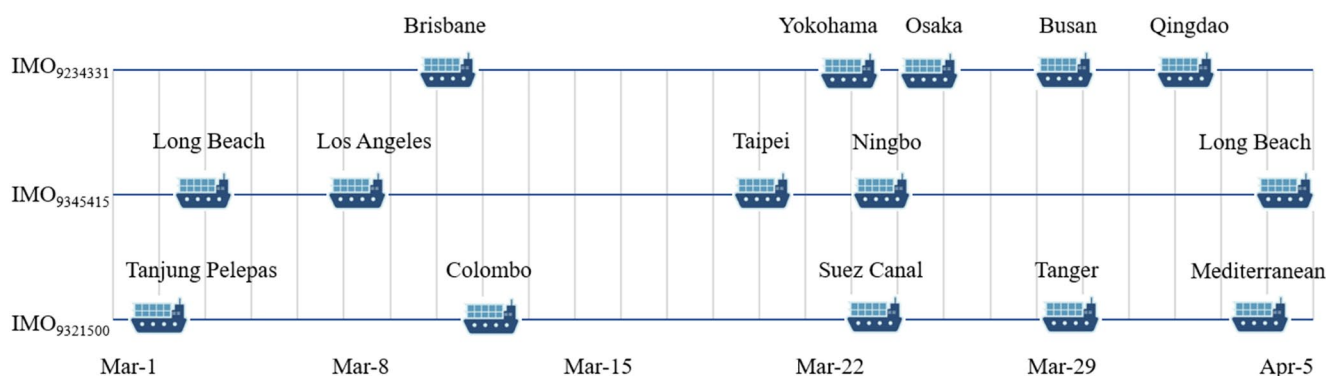 Brisbane Yokohama Osaka Busan Qingdao
IMO9234331
Long Beach Los Angeles Taipei Ningbo Long Beach
IMO9345415
Tanjung Pelepas Colombo Suez Canal Tanger Mediterranean
IMO9321500
Mar-1 Mar-8 Mar-15 Mar-22 Mar-29 Apr-5